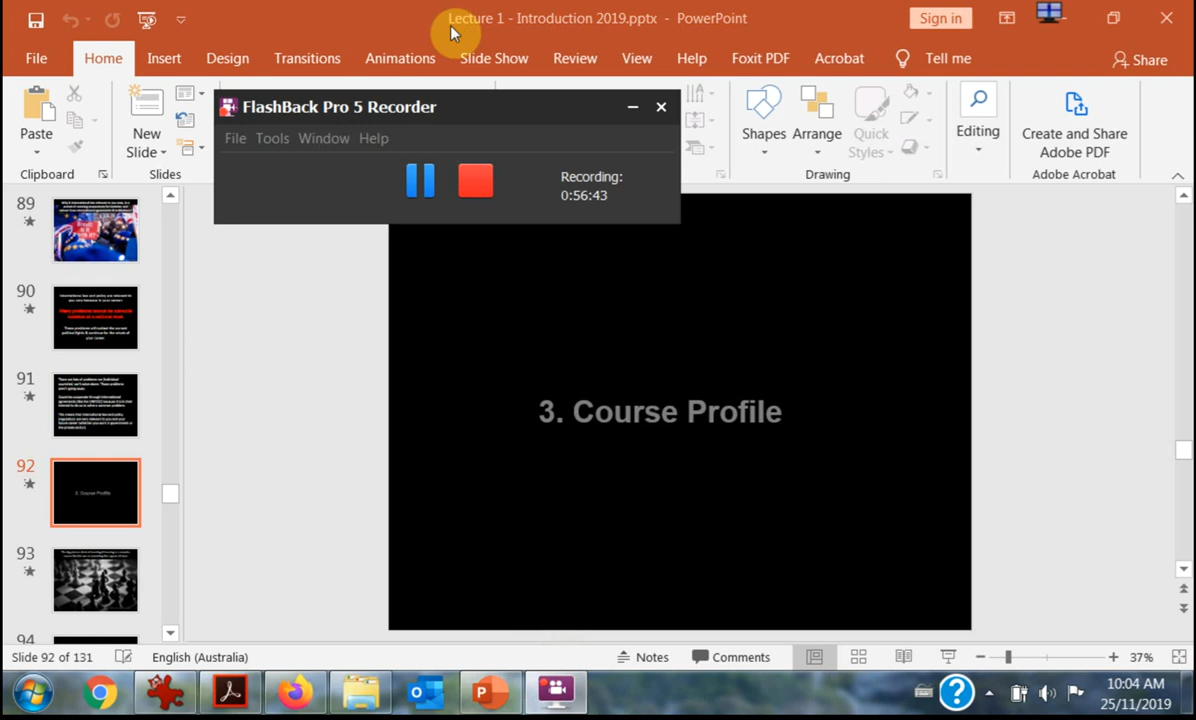 Lecture 1 - Introduction 2019.pptx - PowerPoint
Sign in
File Home Insert Design Transitions Animations Slide Show Review View Help Foxit PDF Acrobat Tell me Share
Paste
Clipboard
New
Slide
Slides
FlashBack Pro 5 Recorder
File Tools Window Help
Recording:
0:56:43
Shapes
Arrange
Quick
Styles
Drawing
Editing
Create and Share
Adobe PDF
Adobe Acrobat
89
90
91
92
3. Course Profile
93
94
3. Course Profile
Slide 92 of 131
English (Australia)
Notes
Comments
37%
10:04 AM
25/11/2019